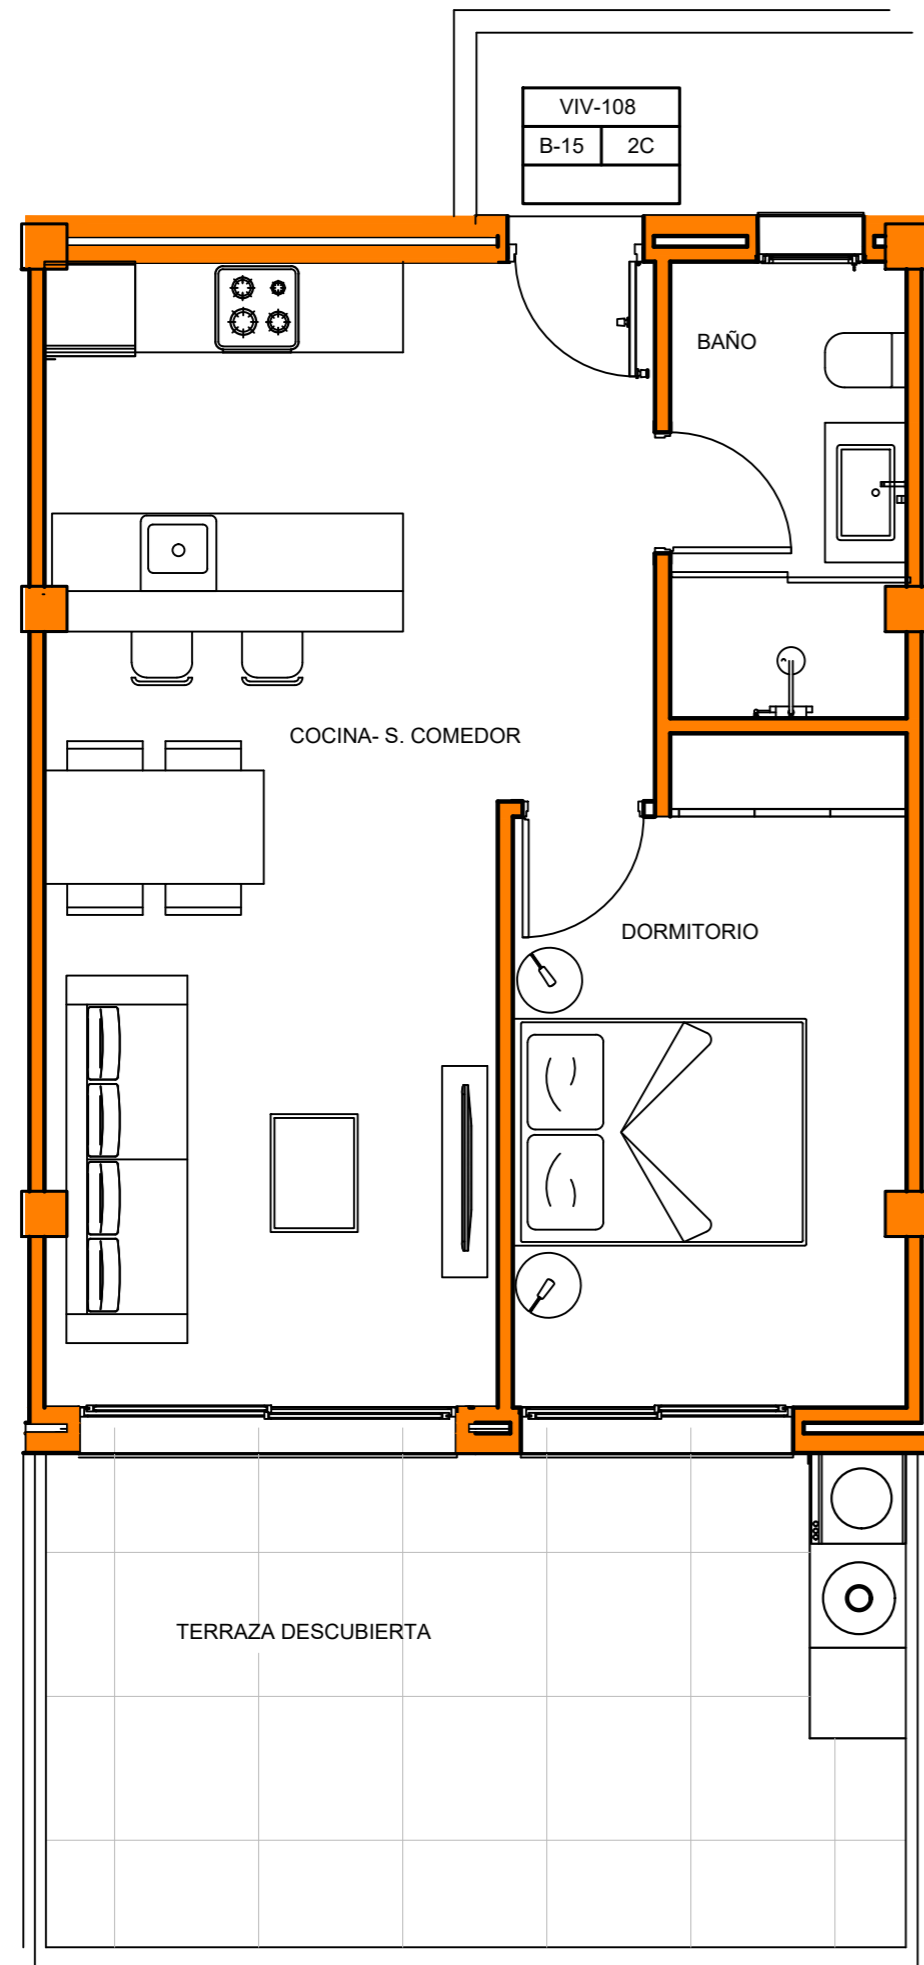 VIV-108
B-15 2C
BAÑO
COCINA- S. COMEDOR
DORMITORIO
TERRAZA DESCUBIERTA